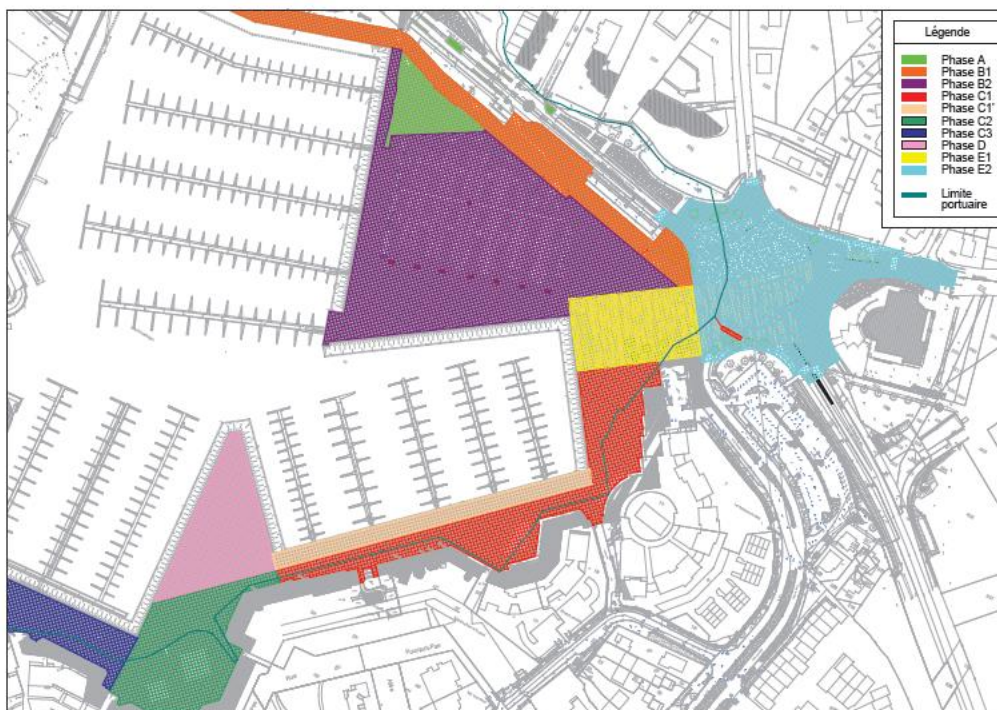 Légende
Phase A
Phase B1
Phase B2
Phase C1
Phase C1'
Phase C2
Phase C3
Phase D
Phase E1
Phase E2
Limite
portuaire